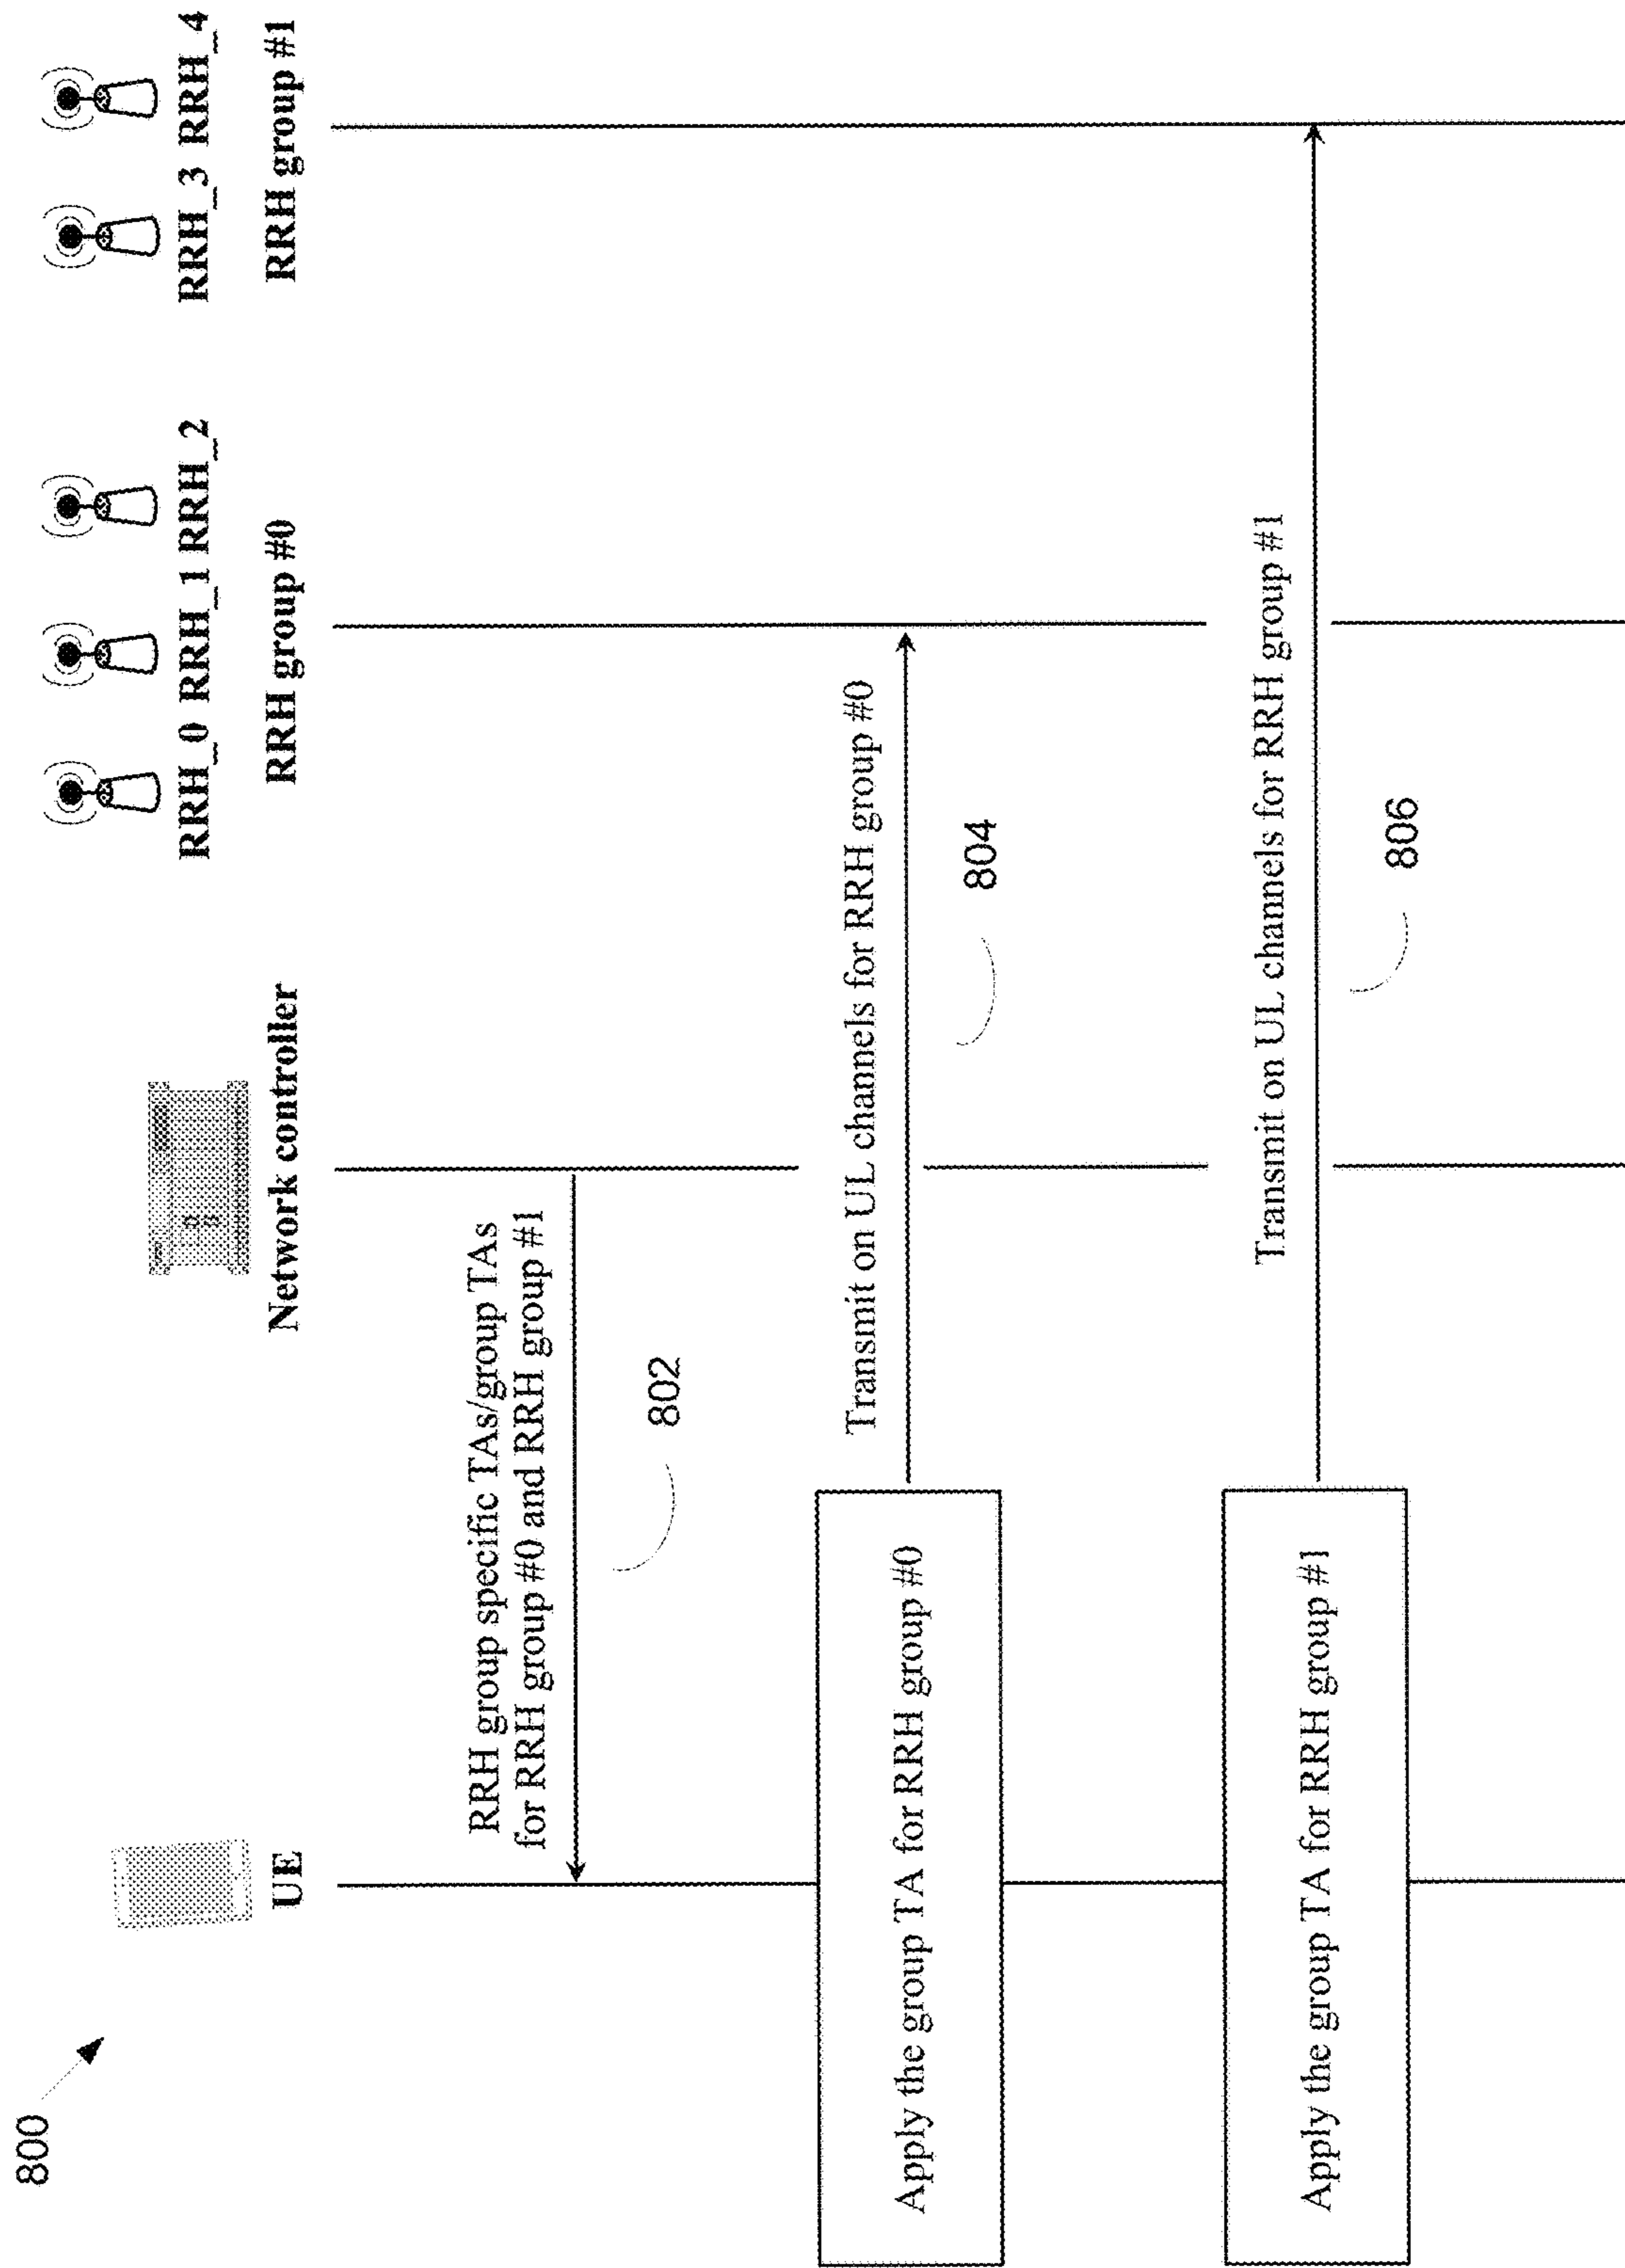 800
UE
Network controller
RRH_0 RRH_1 RRH_2
RRH group #0
RRH_3 RRH_4
RRH group #1
RRH group specific TAs/group TAs
for RRH group #0 and RRH group #1
802
Apply the group TA for RRH group #0
Transmit on UL channels for RRH group #0
804
Apply the group TA for RRH group #1
Transmit on UL channels for RRH group #1
806